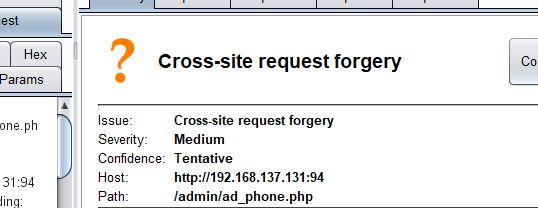 est
Hex
Params
one.ph
31:94
ding:
?
Cross-site request forgery
Co
Issue: Cross-site request forgery
Severity: Medium
Confidence: Tentative
Host: http://192.168.137.131:94
Path: /admin/ad_phone.php